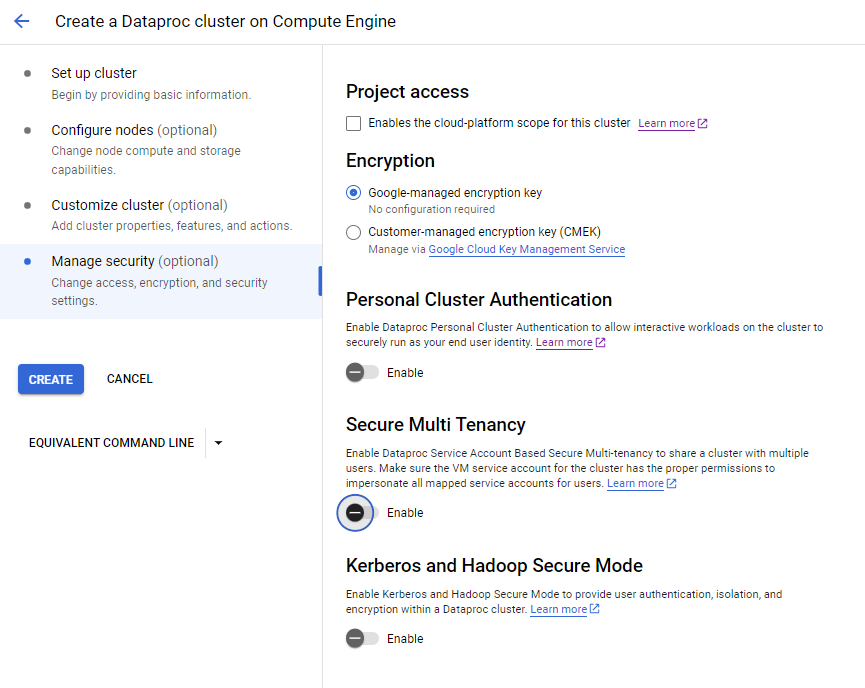 Create a Dataproc cluster on Compute Engine
Set up cluster
Begin by providing basic information.
Configure nodes (optional)
Change node compute and storage
capabilities.
Customize cluster (optional)
Add cluster properties, features, and actions.
Manage security (optional)
Change access, encryption, and security
settings.
CREATE
CANCEL
EQUIVALENT COMMAND LINE
Project access
Enables the cloud-platform scope for this cluster Learn more
Encryption
Google-managed encryption key
No configuration required
Customer-managed encryption key (CMEK)
Manage via Google Cloud Key Management Service
Personal Cluster Authentication
Enable Dataproc Personal Cluster Authentication to allow interactive workloads on the cluster to
securely run as your end user identity. Learn more
Enable
Secure Multi Tenancy
Enable Dataproc Service Account Based Secure Multi-tenancy to share a cluster with multiple
users. Make sure the VM service account for the cluster has the proper permissions to
impersonate all mapped service accounts for users. Learn more
Enable
Kerberos and Hadoop Secure Mode
Enable Kerberos and Hadoop Secure Mode to provide user authentication, isolation, and
encryption within a Dataproc cluster. Learn more
Enable